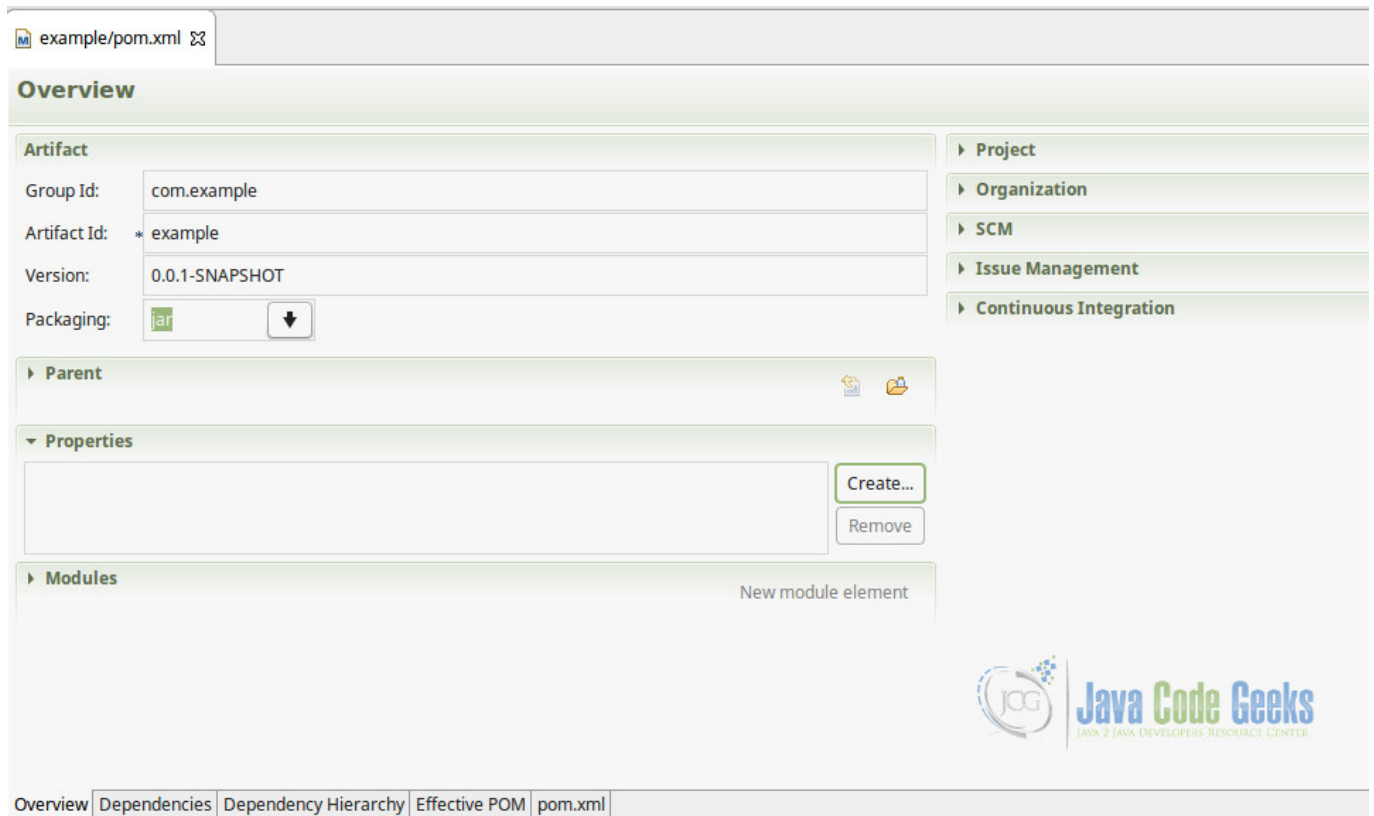 example/pom.xml
Overview
Artifact
Group Id: com.example
Artifact Id: * example
Version: 0.0.1-SNAPSHOT
Packaging: jar
Parent
Properties
Create...
Remove
Modules
New module element
Project
Organization
SCM
Issue Management
Continuous Integration
JCG
Java Code Geeks
JAVA 2 JAVA DEVELOPERS RESOURCE CENTER
Overview Dependencies Dependency Hierarchy Effective POM pom.xml